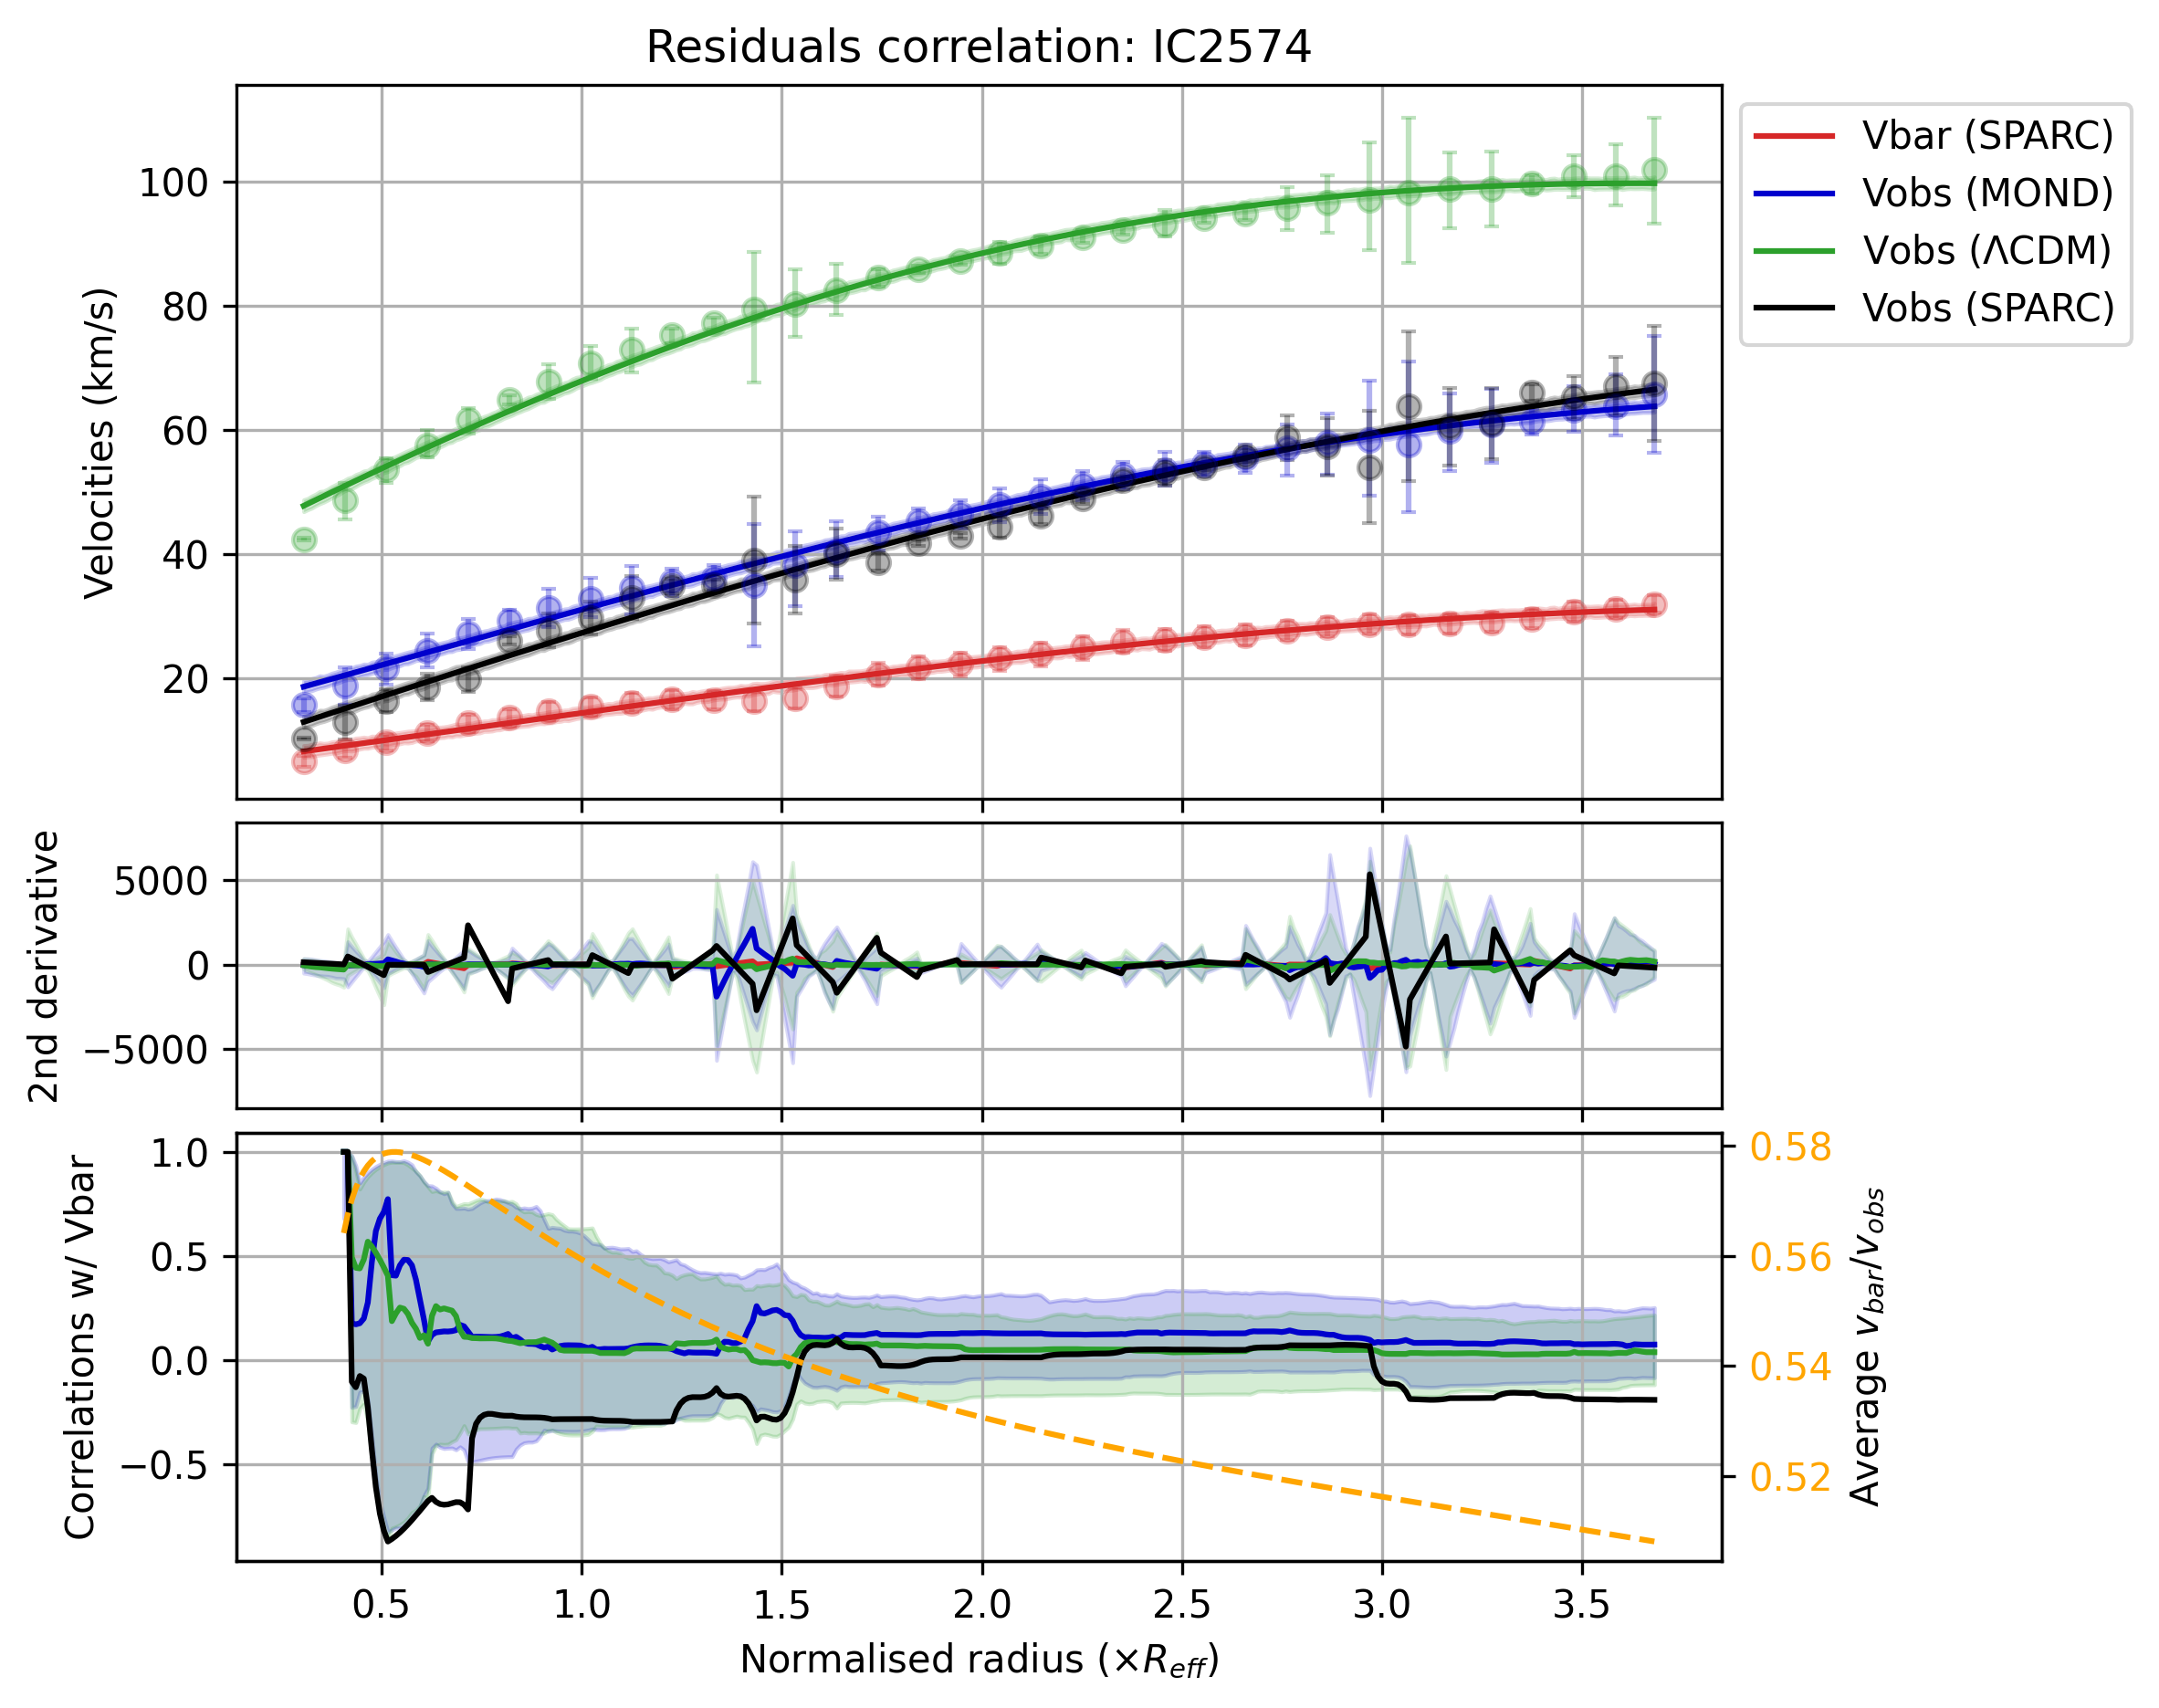 Residuals correlation: IC2574
Velocities (km/s)
100
80
60
40
20
Vbar (SPARC)
Vobs (MOND)
Vobs (ΛCDM)
Vobs (SPARC)
2nd derivative
5000
0
−5000
Correlations w/ Vbar
1.0
0.5
0.0
−0.5
0.58
0.56
0.54
0.52
Average v_bar/v_obs
0.5 1.0 1.5 2.0 2.5 3.0 3.5
Normalised radius (×R_eff)